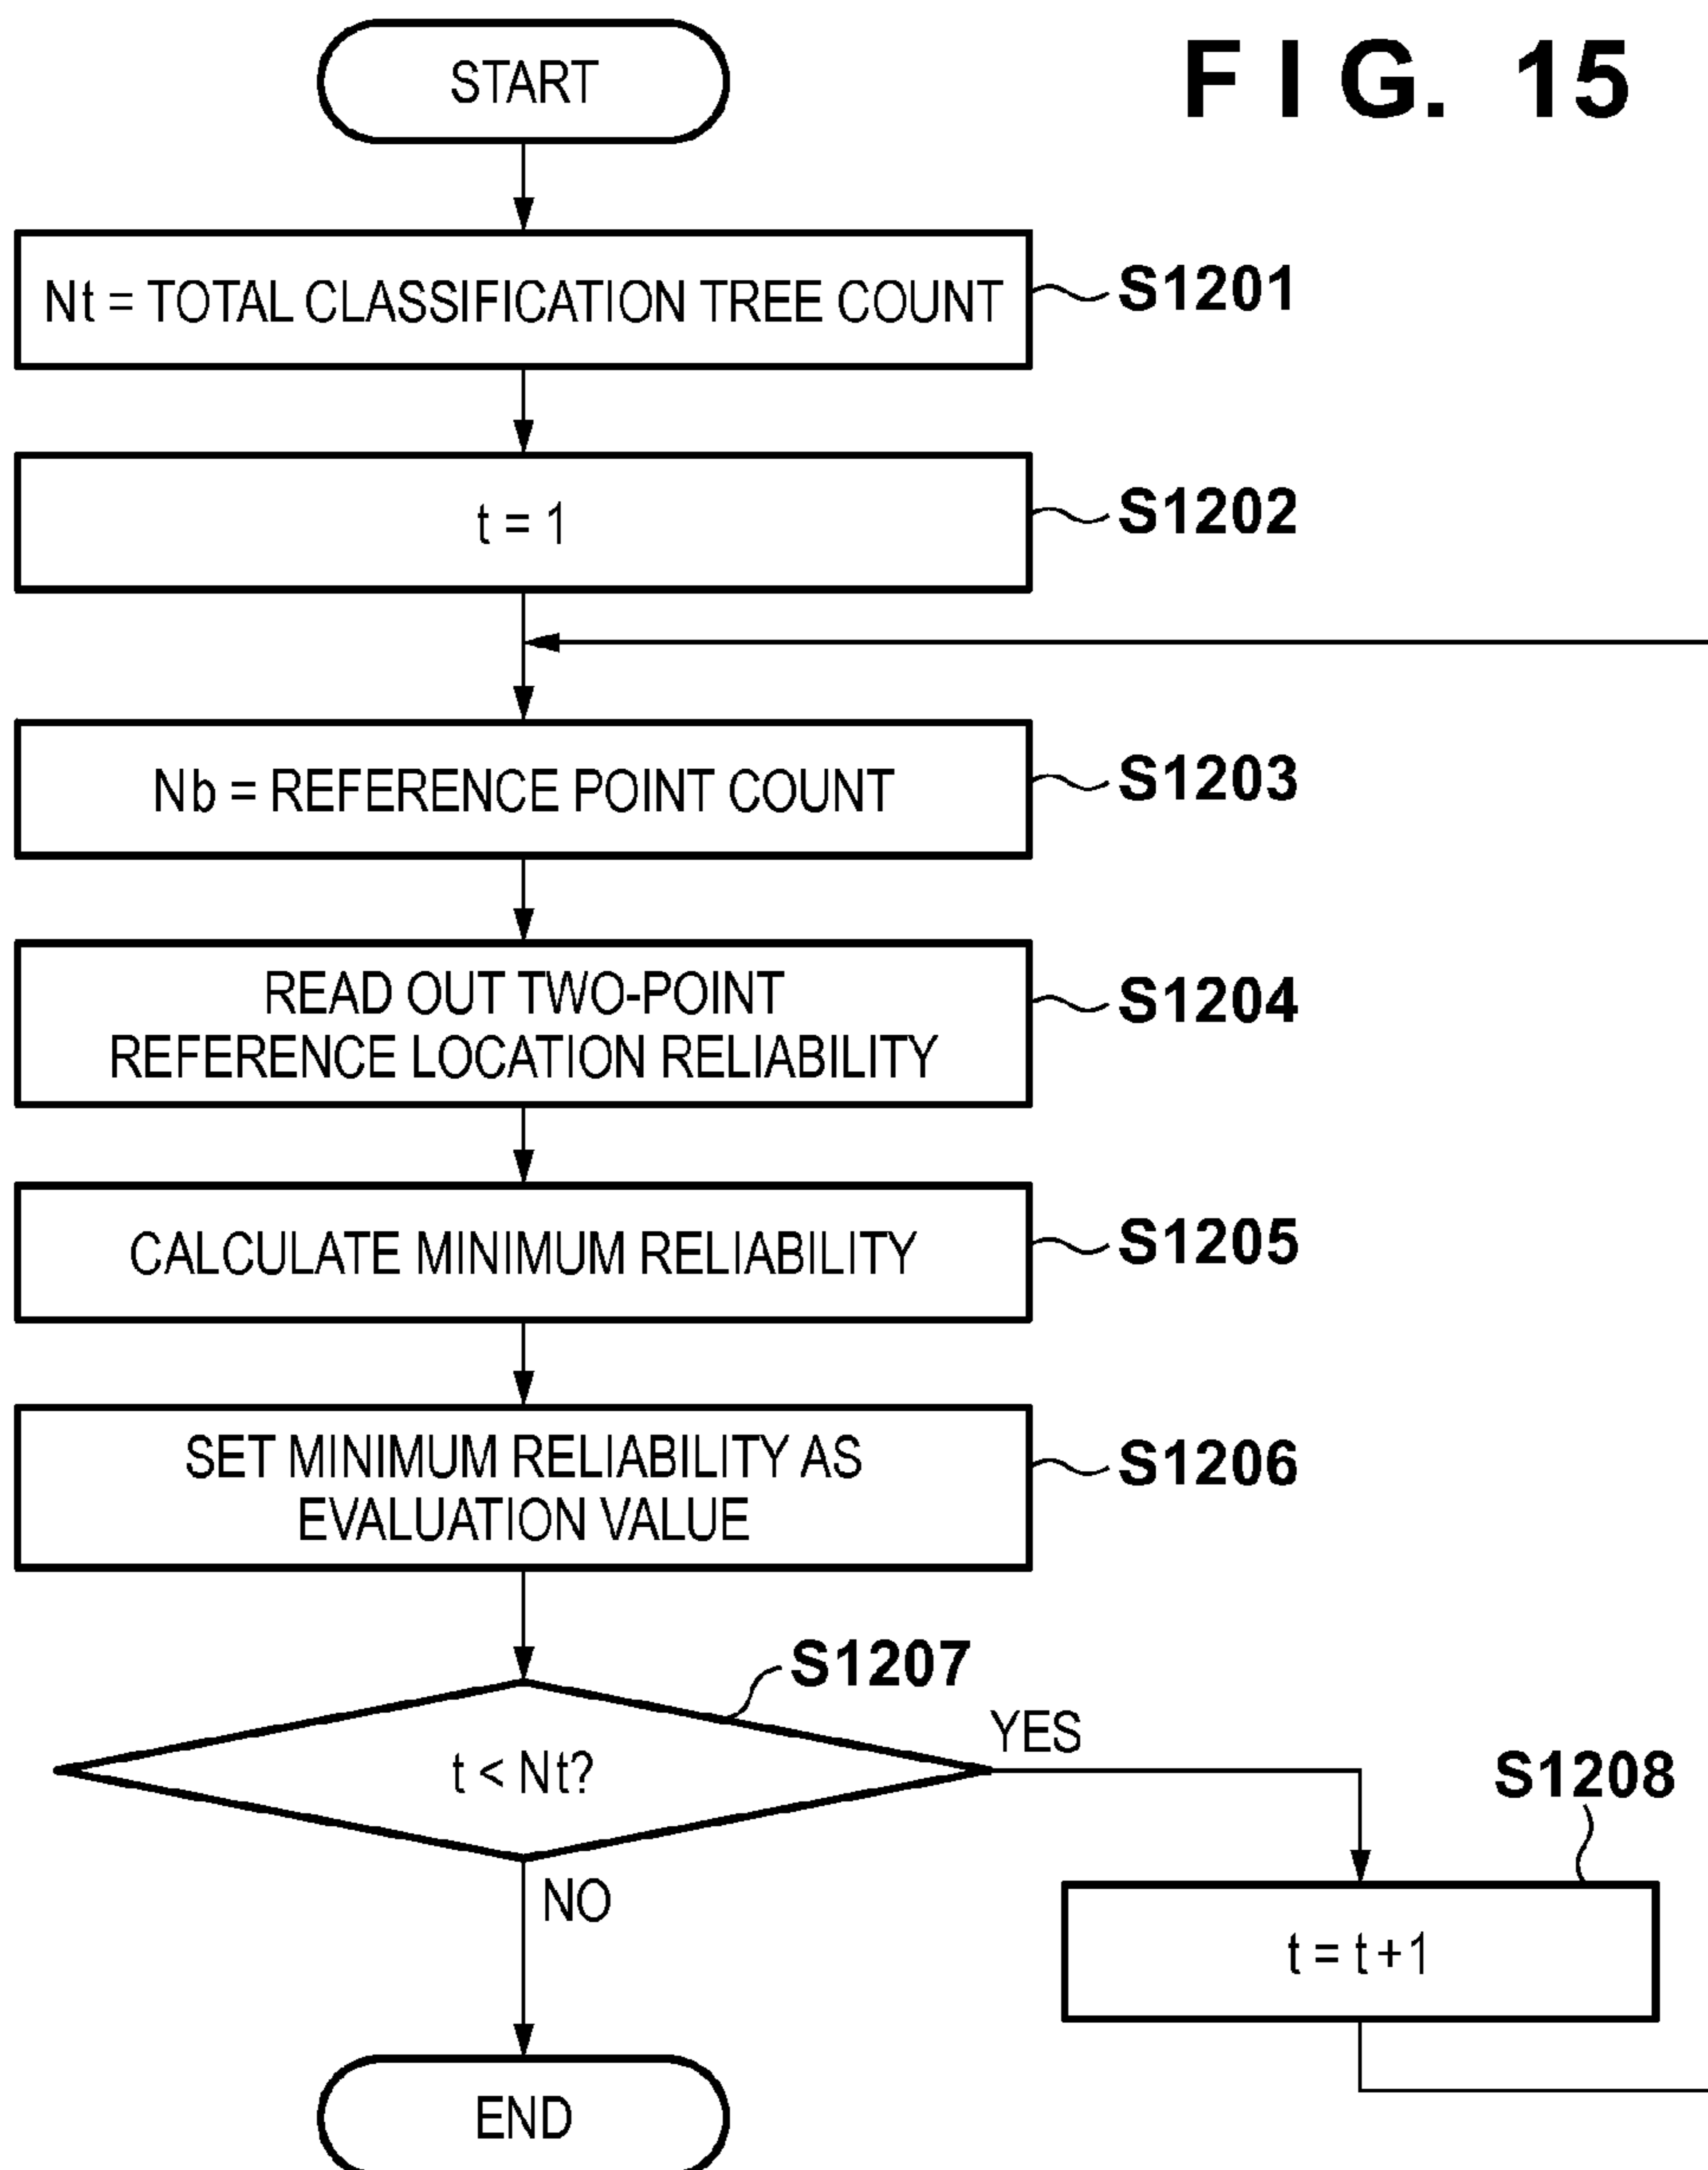 F I G. 15
START
Nt = TOTAL CLASSIFICATION TREE COUNT
S1201
t = 1
S1202
Nb = REFERENCE POINT COUNT
S1203
READ OUT TWO-POINT
REFERENCE LOCATION RELIABILITY
S1204
CALCULATE MINIMUM RELIABILITY
S1205
SET MINIMUM RELIABILITY AS
EVALUATION VALUE
S1206
S1207
t < Nt?
YES
S1208
t = t +1
NO
END